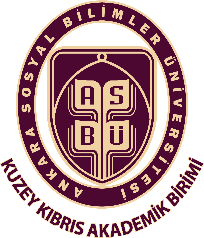 ANKARA SOSYAL BİLİMLER ÜNİVERSİTESİ
AS
BÜ
KUZEY KIBRIS AKADEMİK BİRİMİ